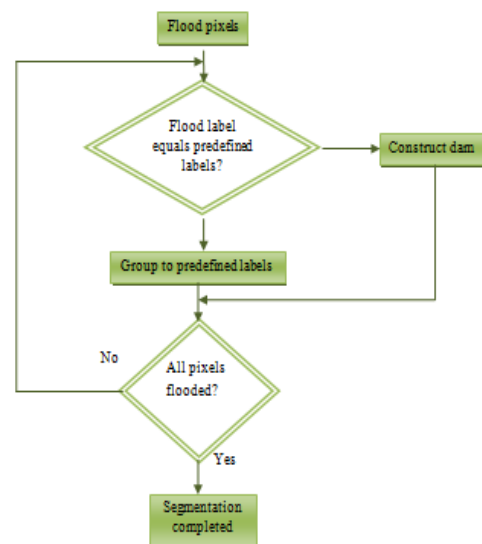 Flood pixels
Flood label
equals predefined
labels?
Construct dam
Group to predefined labels
No
All pixels
flooded?
Yes
Segmentation
completed